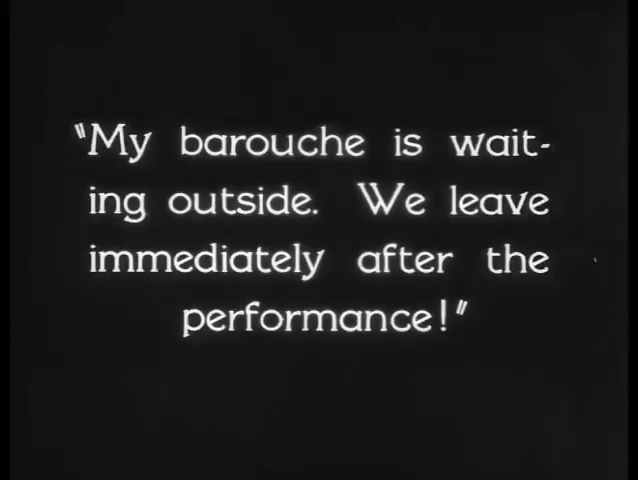 "My barouche is wait-
ing outside. We leave
immediately after the
performance!"